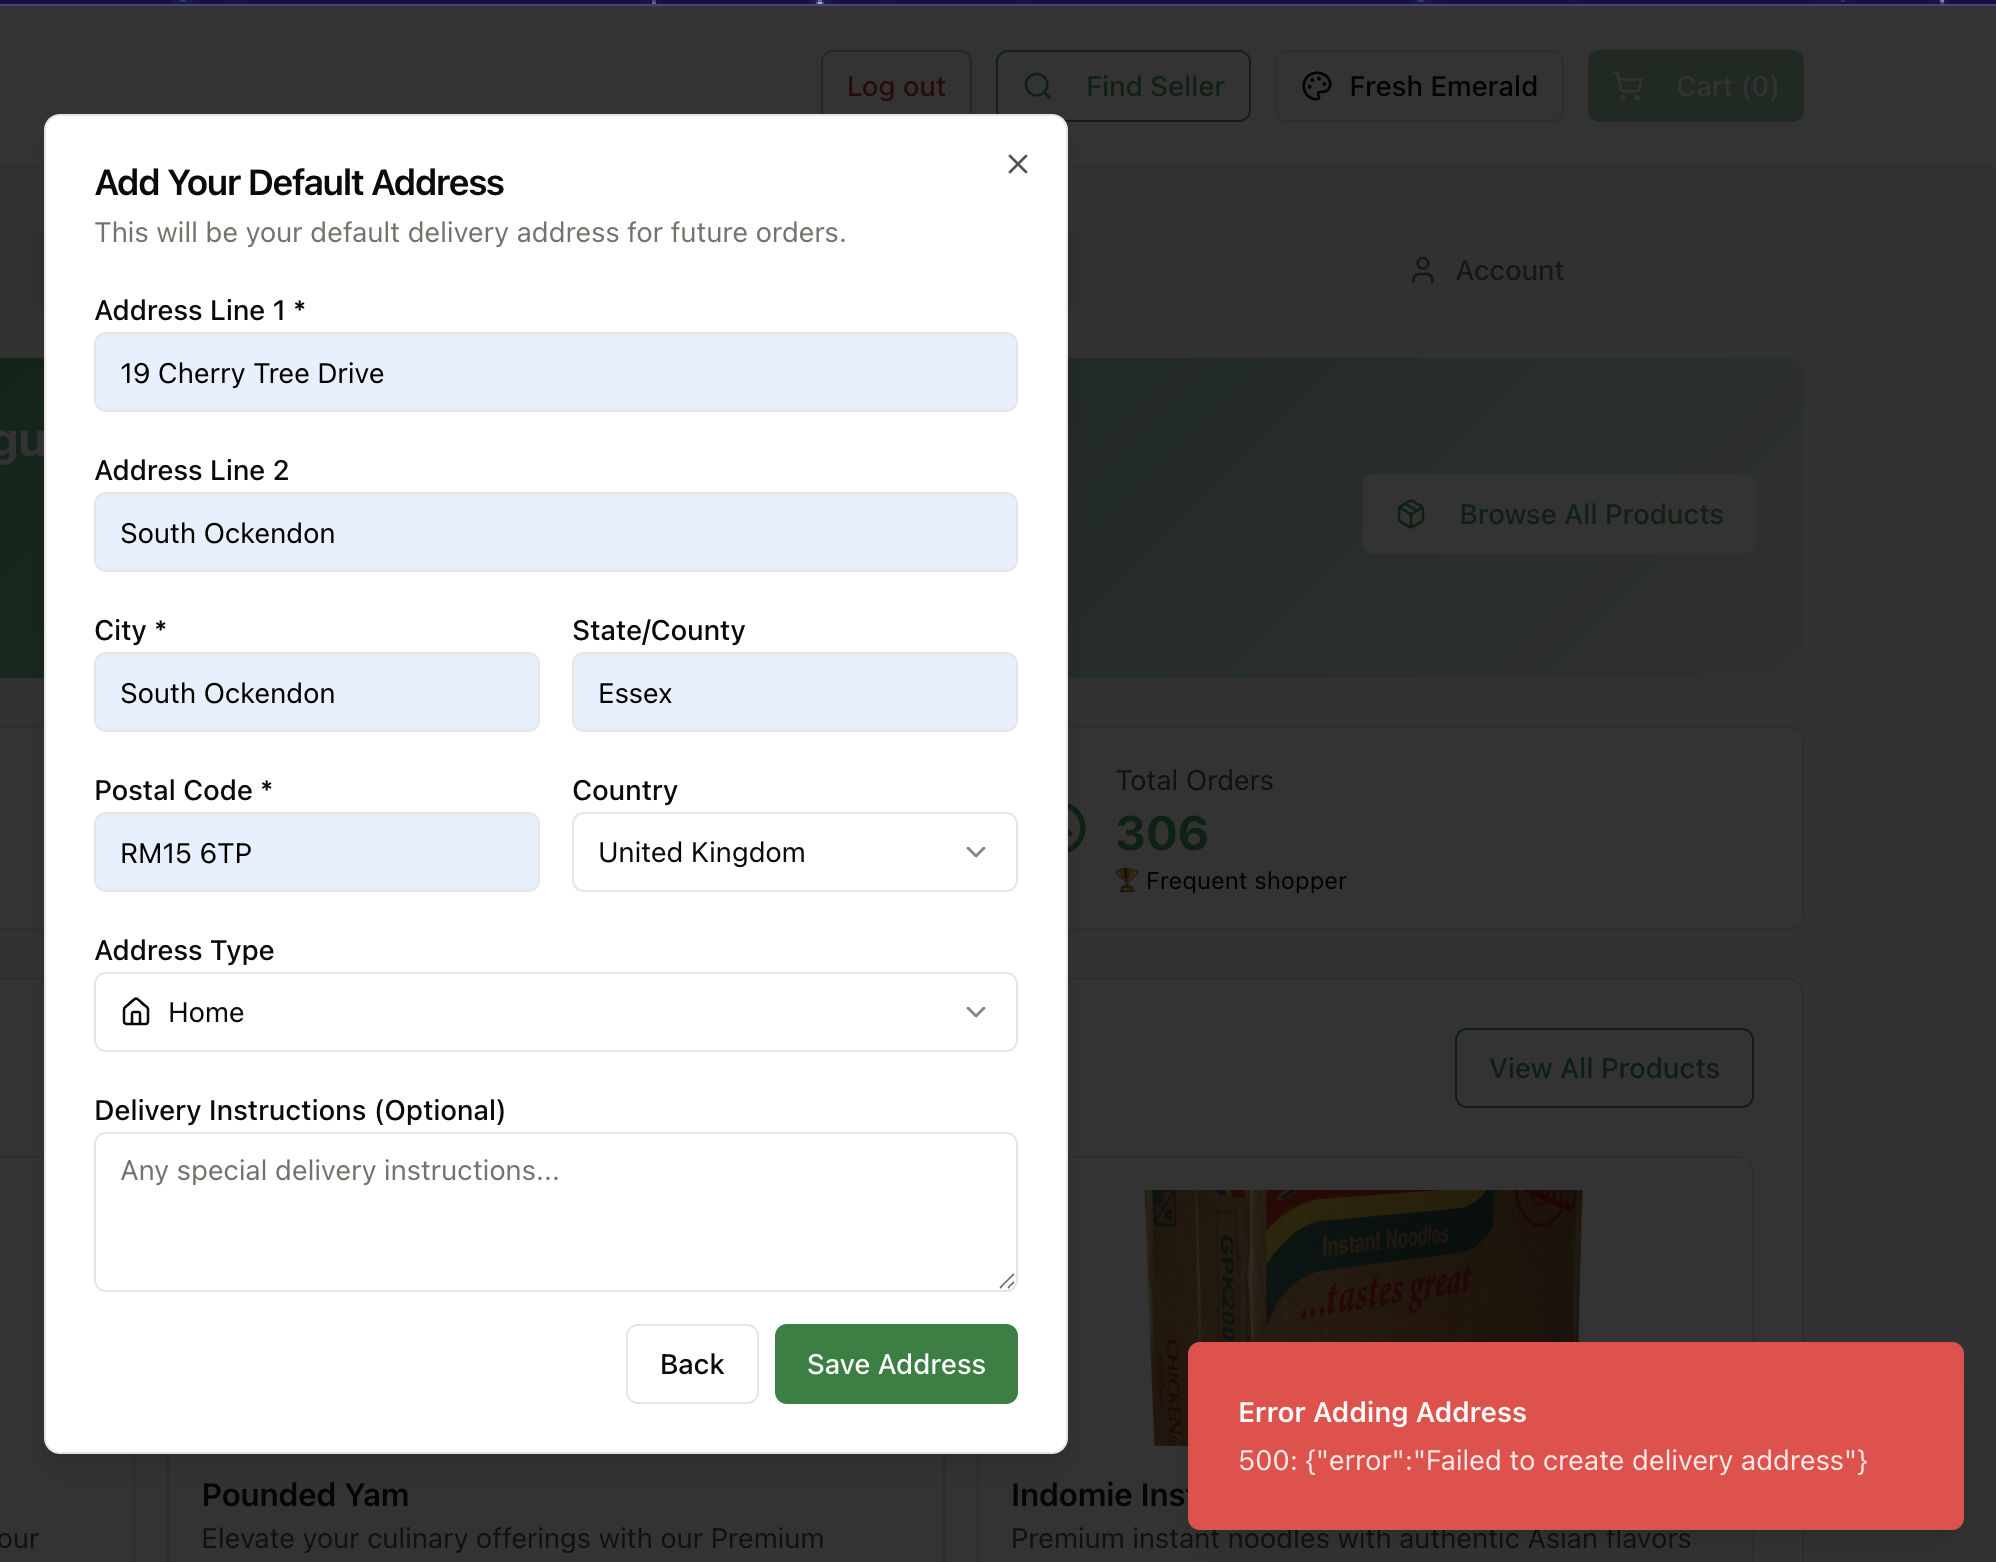 Log out
Find Seller
Fresh Emerald
Cart (0)
Add Your Default Address
This will be your default delivery address for future orders.
Account
Address Line 1 *
19 Cherry Tree Drive
gu
Address Line 2
South Ockendon
Browse All Products
City *
State/County
South Ockendon
Essex
Postal Code *
Country
RM15 6TP
United Kingdom
Total Orders
306
🏆 Frequent shopper
Address Type
Home
View All Products
Delivery Instructions (Optional)
Any special delivery instructions...
Instant Noodles
...tastes great
GPK200
CHICKEN
Back
Save Address
Error Adding Address
500: {"error":"Failed to create delivery address"}
Pounded Yam
Indomie Ins
our
Elevate your culinary offerings with our Premium
Premium instant noodles with authentic Asian flavors